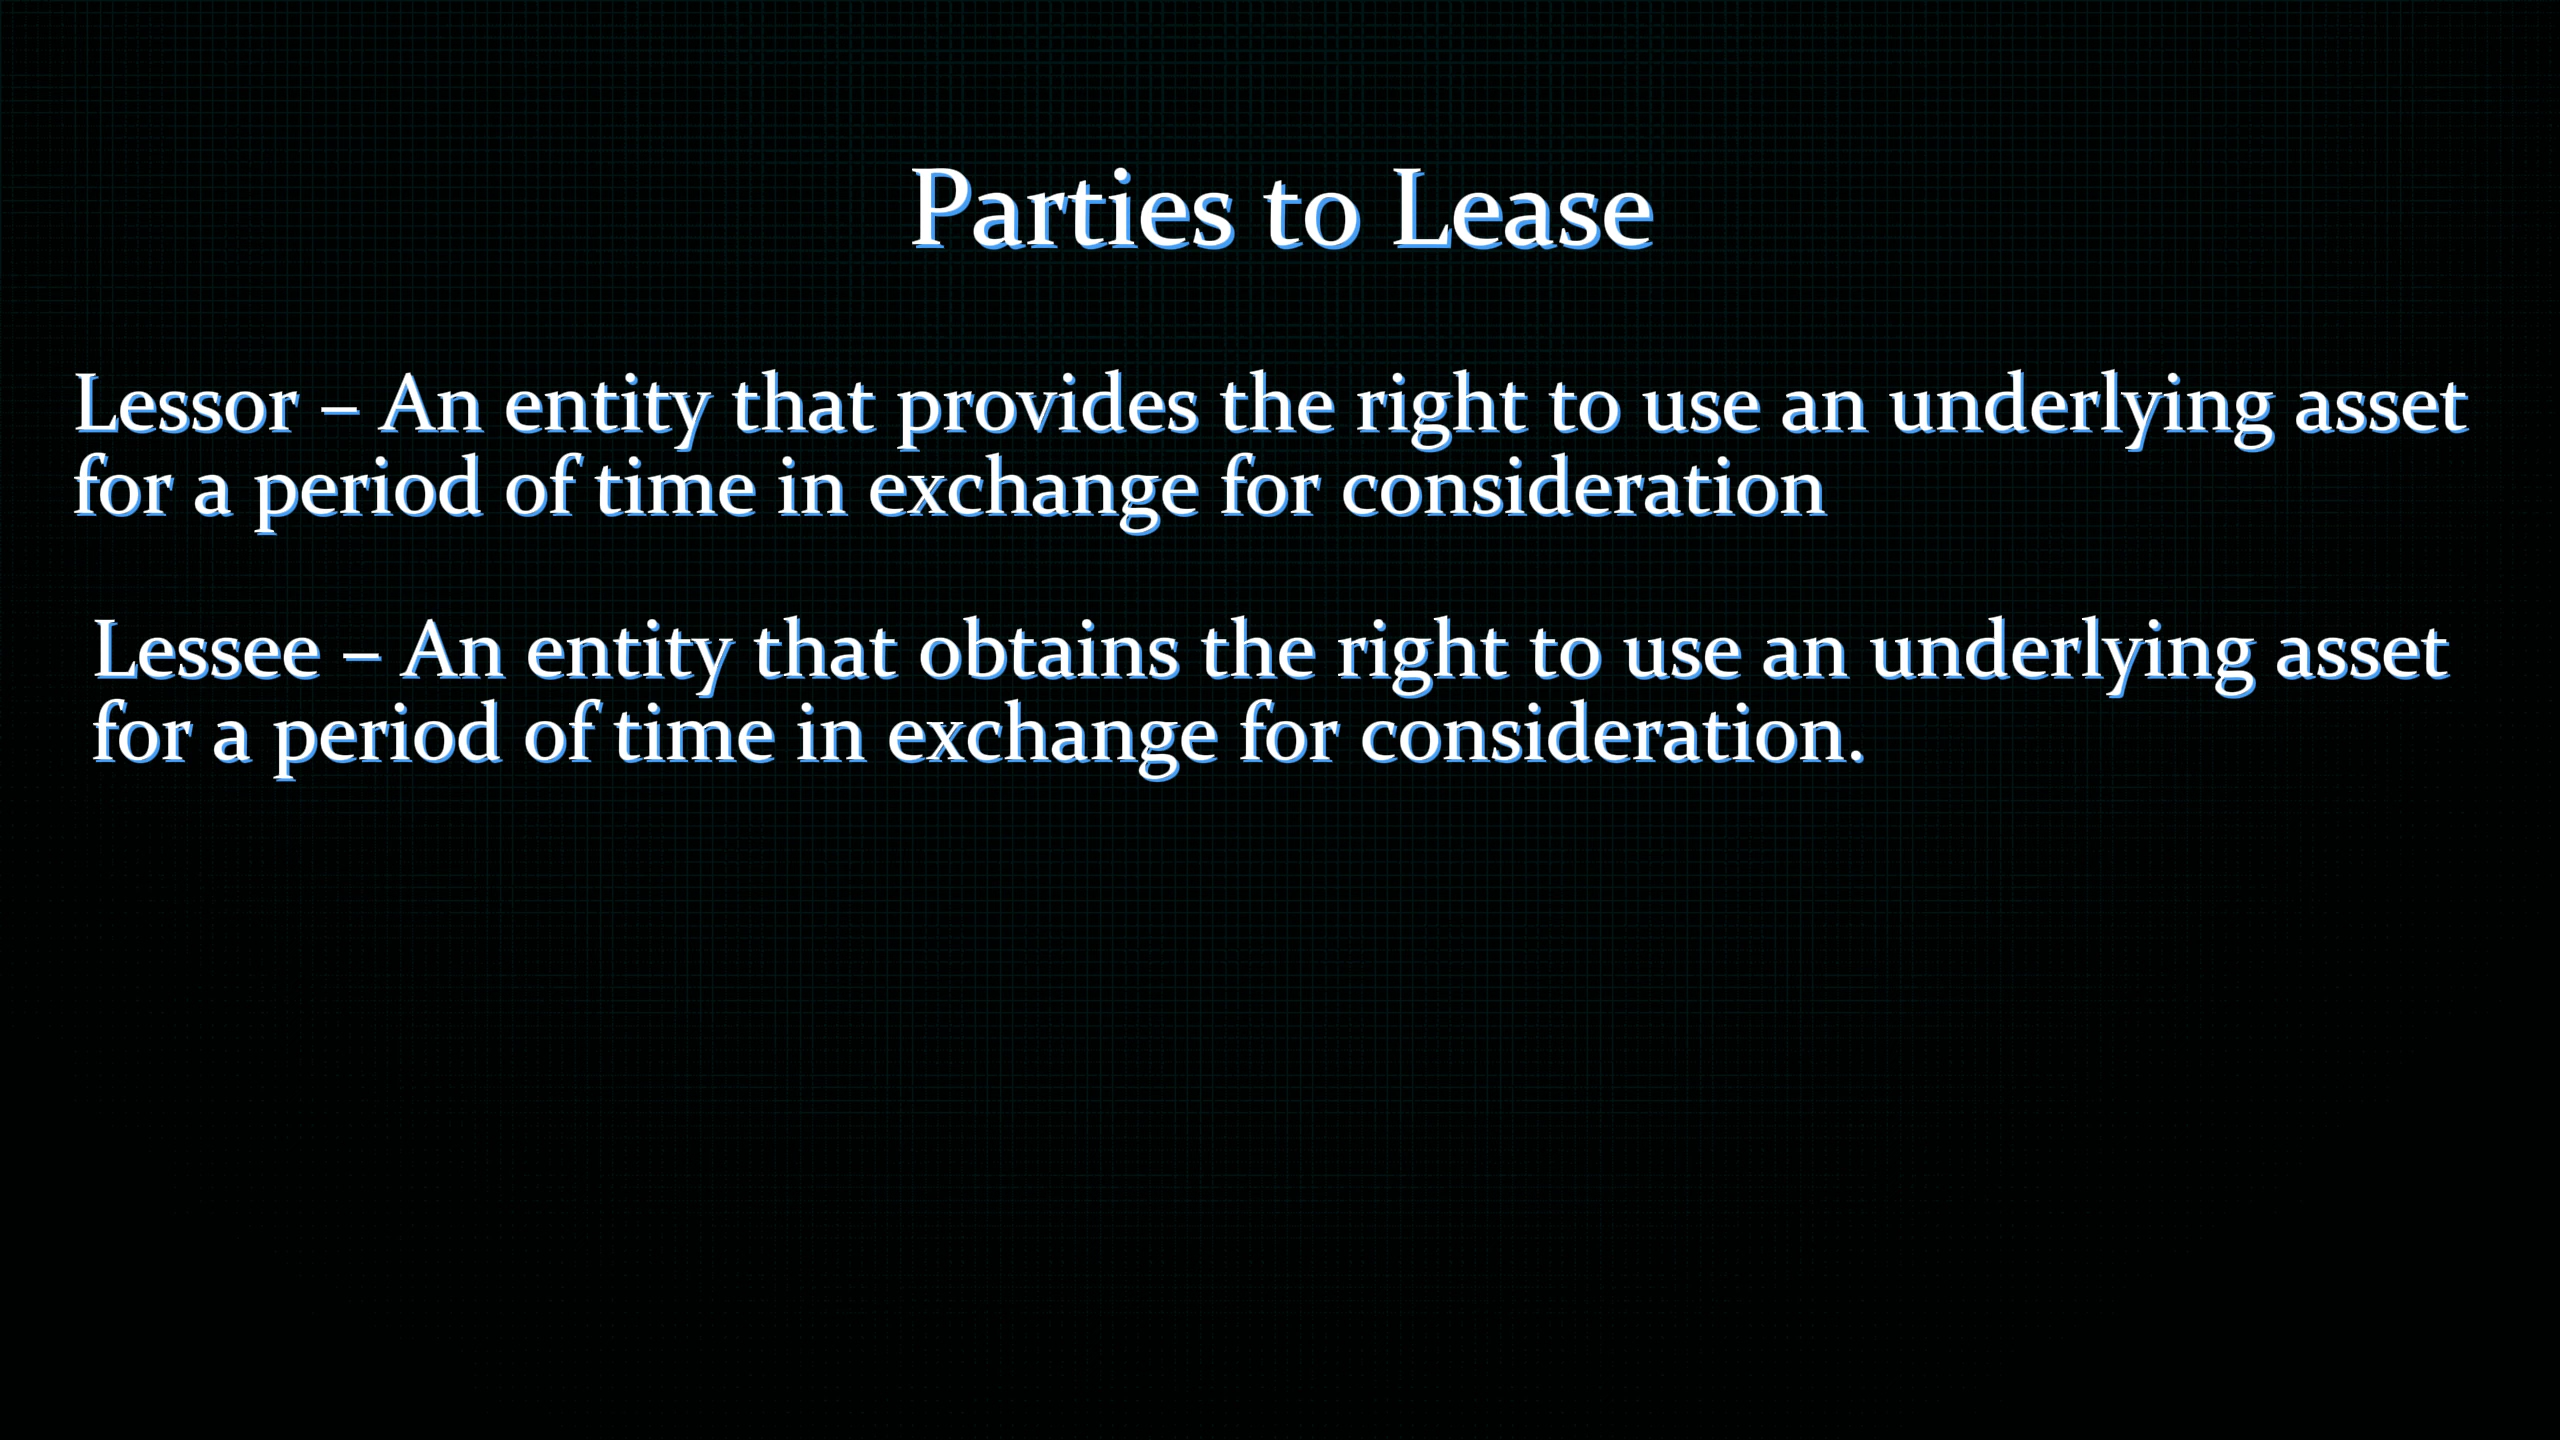 Parties to Lease
Lessor – An entity that provides the right to use an underlying asset
for a period of time in exchange for consideration
Lessee – An entity that obtains the right to use an underlying asset
for a period of time in exchange for consideration.